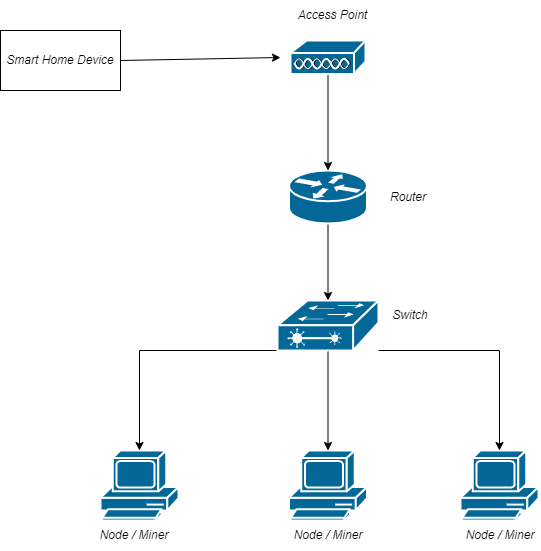 Access Point
Smart Home Device
Router
Switch
Node / Miner
Node / Miner
Node / Miner